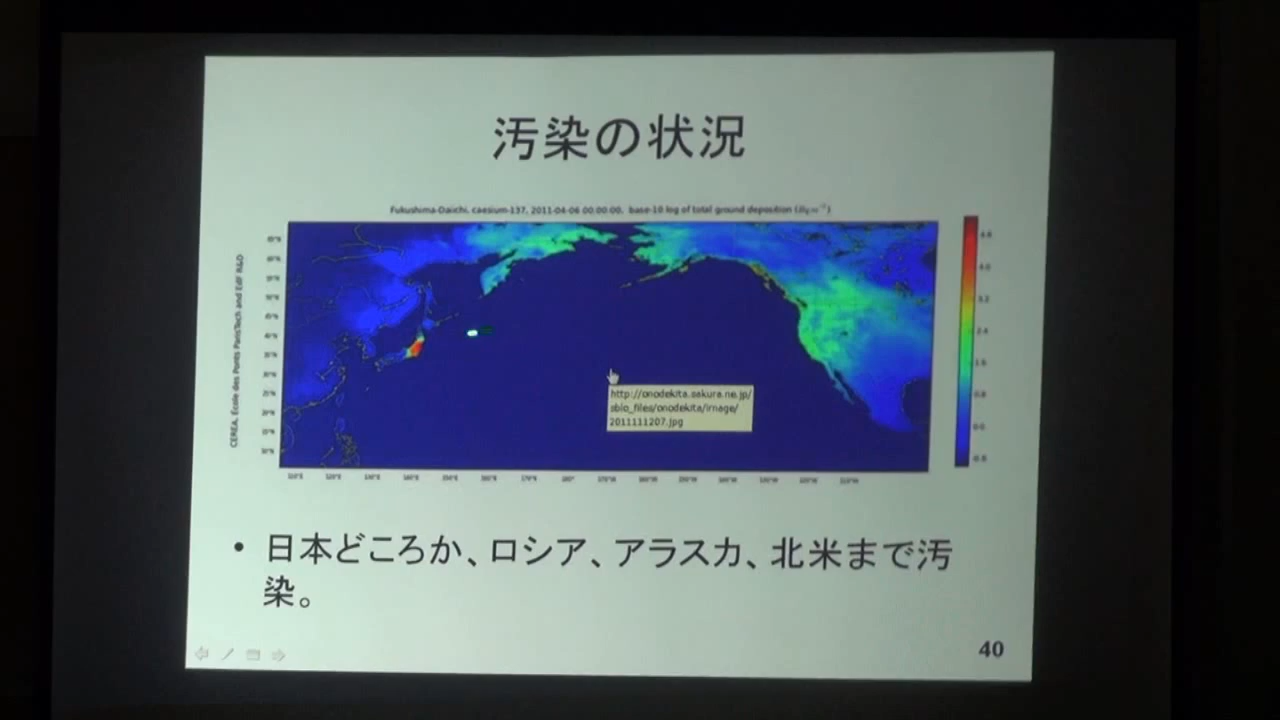 汚染の状況
Fukushima-Daiichi, caesium-137, 2011-04-06 00:00:00, base-10 log of total ground deposition
CEREA, École des Ponts ParisTech and EdF R&D
http://onodekita.sakura.ne.jp/
sblo_files/onodekita/image/
2011111207.jpg
• 日本どころか、ロシア、アラスカ、北米まで汚
染。
40